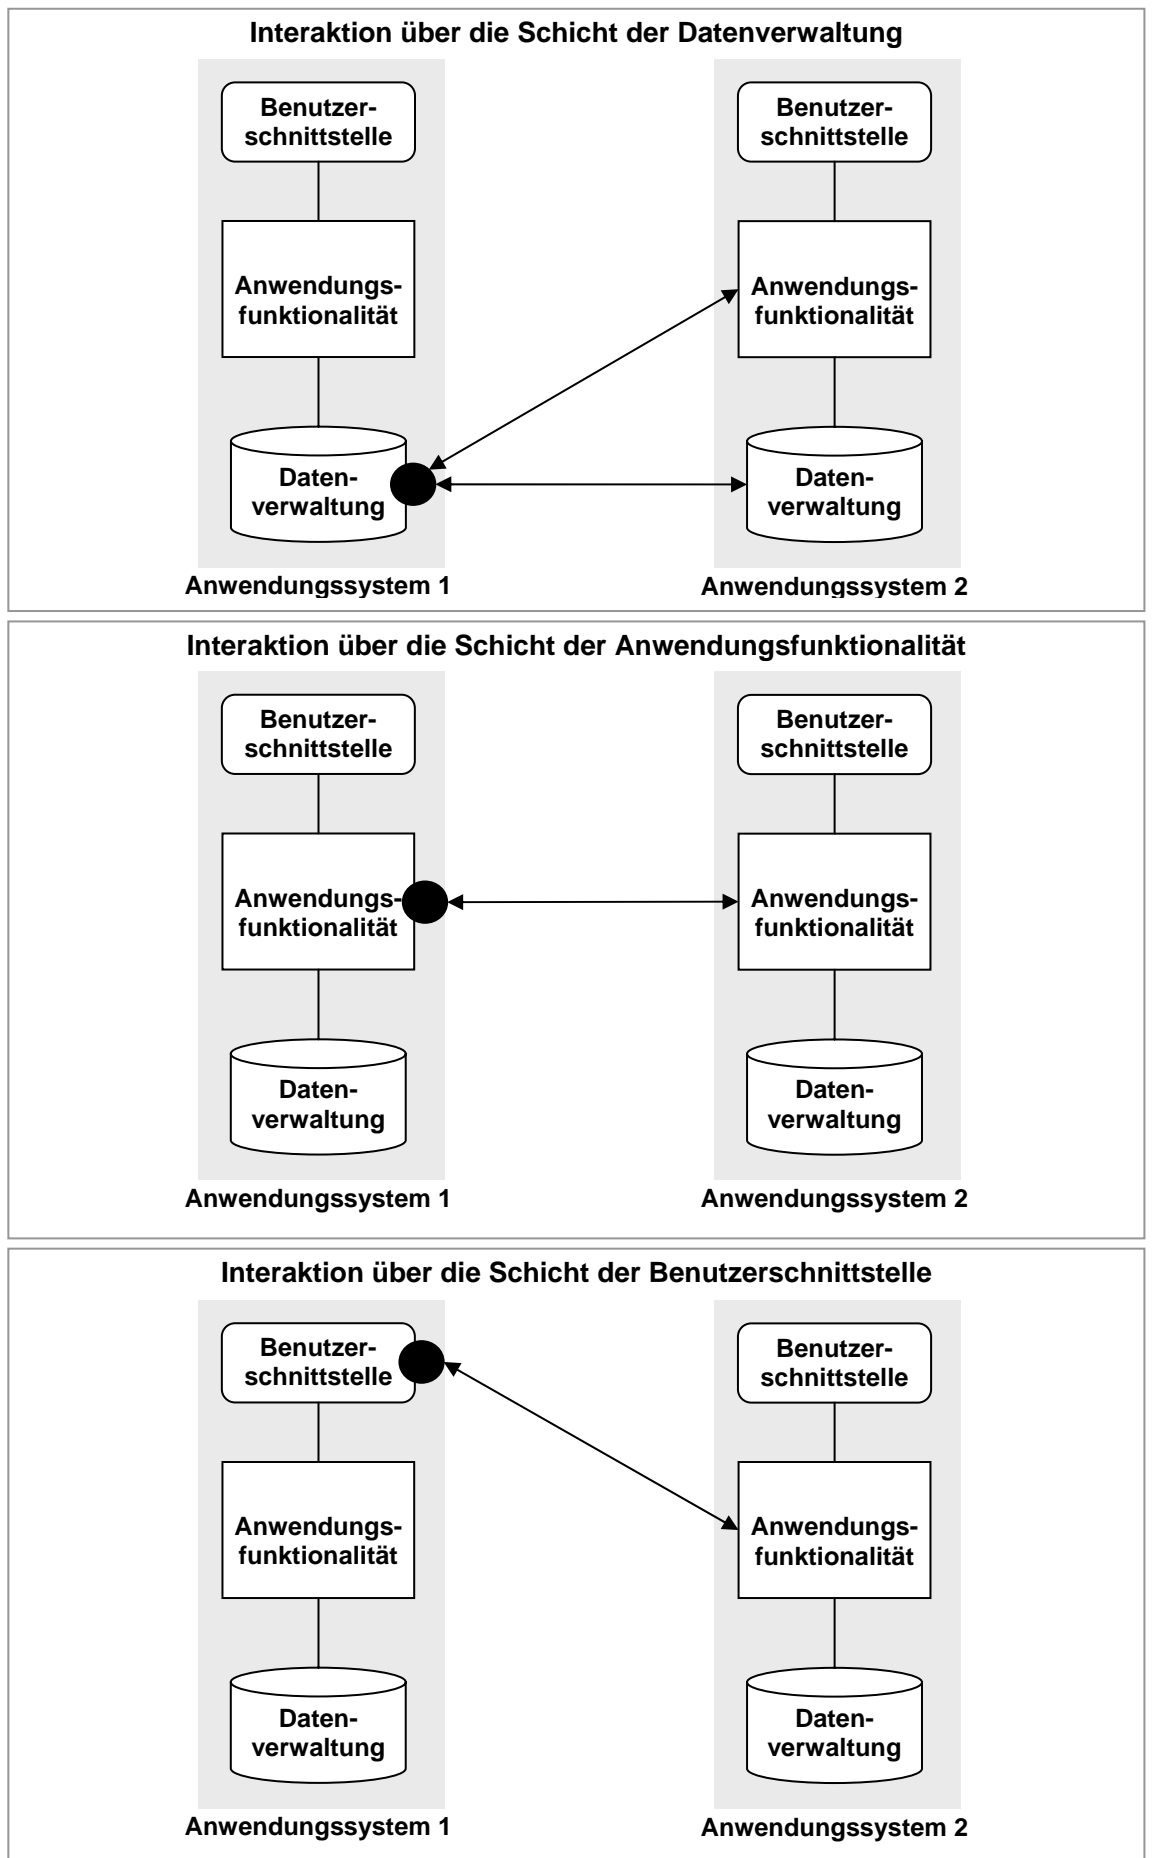 Interaktion über die Schicht der Datenverwaltung
Benutzer-
schnittstelle
Benutzer-
schnittstelle
Anwendungs-
funktionalität
Anwendungs-
funktionalität
Daten-
verwaltung
Daten-
verwaltung
Anwendungssystem 1
Anwendungssystem 2
Interaktion über die Schicht der Anwendungsfunktionalität
Benutzer-
schnittstelle
Benutzer-
schnittstelle
Anwendungs-
funktionalität
Anwendungs-
funktionalität
Daten-
verwaltung
Daten-
verwaltung
Anwendungssystem 1
Anwendungssystem 2
Interaktion über die Schicht der Benutzerschnittstelle
Benutzer-
schnittstelle
Benutzer-
schnittstelle
Anwendungs-
funktionalität
Anwendungs-
funktionalität
Daten-
verwaltung
Daten-
verwaltung
Anwendungssystem 1
Anwendungssystem 2